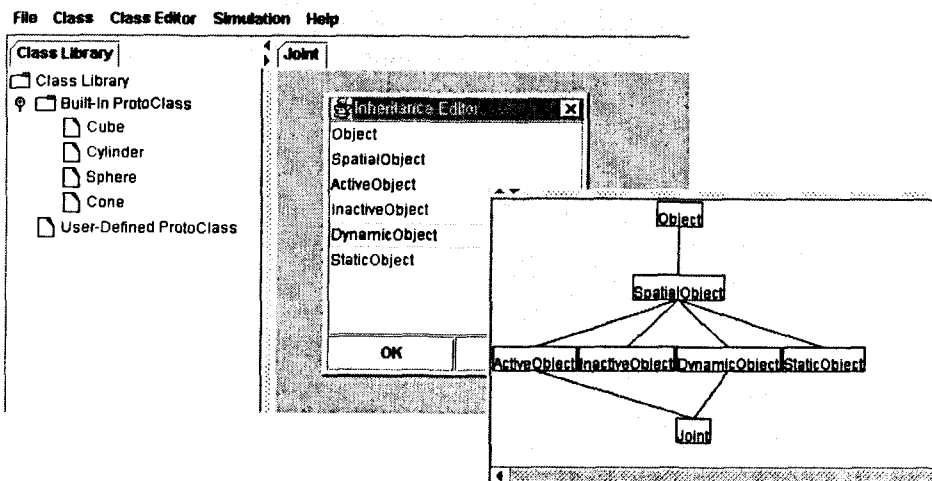 File Class Class Editor Simulation Help
Class Library
Class Library
Built-In ProtoClass
Cube
Cylinder
Sphere
Cone
User-Defined ProtoClass
Joint
Inheritance Editor
Object
SpatialObject
ActiveObject
InactiveObject
DynamicObject
StaticObject
OK
Object
SpatialObject
ActiveObject InactiveObject DynamicObject StaticObject
Joint